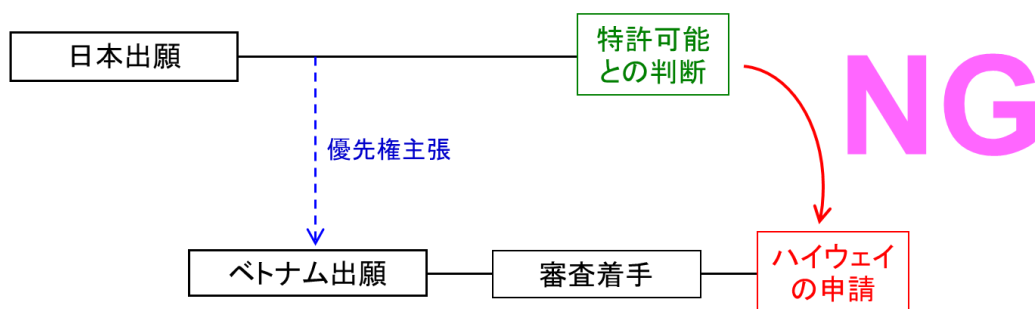 日本出願
特許可能
との判断
NG
優先権主張
ベトナム出願
審査着手
ハイウェイ
の申請